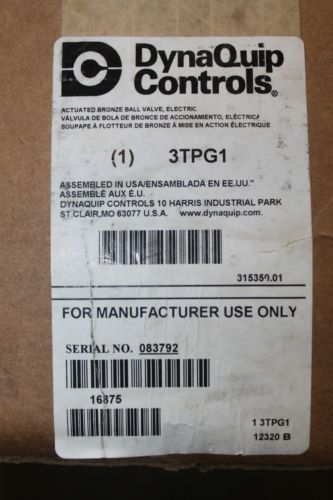 DynaQuip
Controls®
ACTUATED BRONZE BALL VALVE, ELECTRIC
VÁLVULA DE BOLA DE BRONCE DE ACCIONAMIENTO, ELÉCTRICA
SOUPAPE À FLOTTEUR DE BRONZE À MISE EN ACTION ÉLECTRIQUE
(1) 3TPG1
ASSEMBLED IN USA/ENSAMBLADA EN EE.UU."
ASSEMBLÉ AUX É.U.
DYNAQUIP CONTROLS 10 HARRIS INDUSTRIAL PARK
ST.CLAIR,MO 63077 U.S.A. www.dynaquip.com.
315350.01
FOR MANUFACTURER USE ONLY
SERIAL NO. 083792
16875
1 3TPG1
12320 B